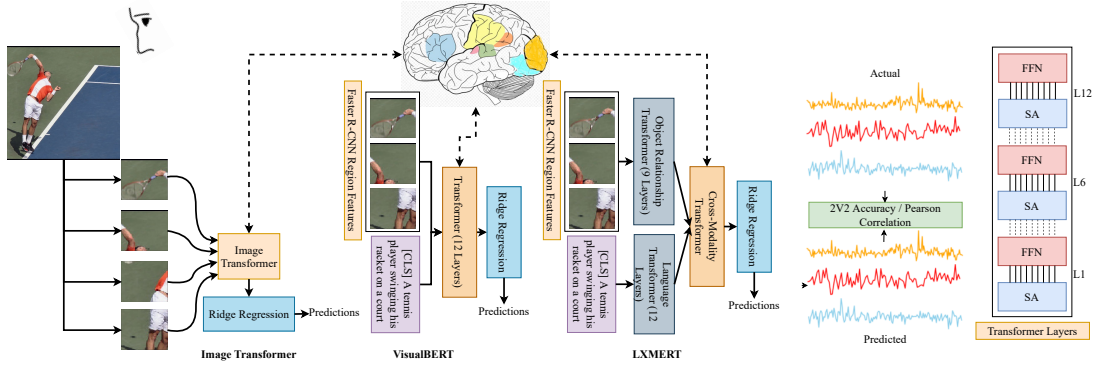 Image
Transformer
Ridge Regression
Predictions
Image Transformer
Faster R-CNN Region Features
[CLS] A tennis
player swinging his
racket on a court
Transformer (12 Layers)
Ridge Regression
Predictions
VisualBERT
Faster R-CNN Region Features
[CLS] A tennis
player swinging his
racket on a court
Object Relationship
Transformer (9 Layers)
Language
Transformer (12
Layers)
Cross-Modality
Transformer
Ridge Regression
Predictions
LXMERT
Actual
2V2 Accuracy / Pearson
Correlation
Predicted
FFN
L12
SA
FFN
L6
SA
FFN
L1
SA
Transformer Layers